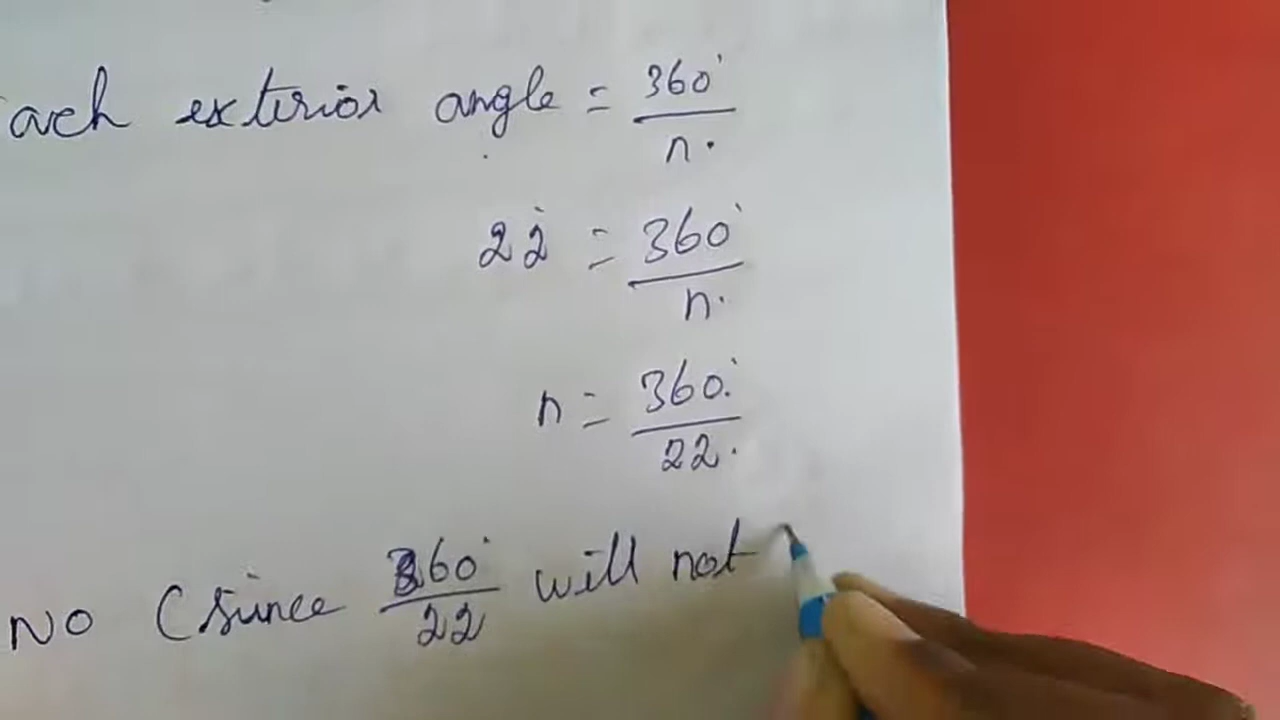 ach exterior angle = 360°/n.
22° = 360°/n.
n = 360°/22.
NO (since 360°/22 will not